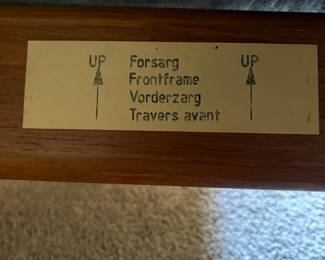 UP Forsarg UP
Frontframe
Vorderzarg
Travers avant